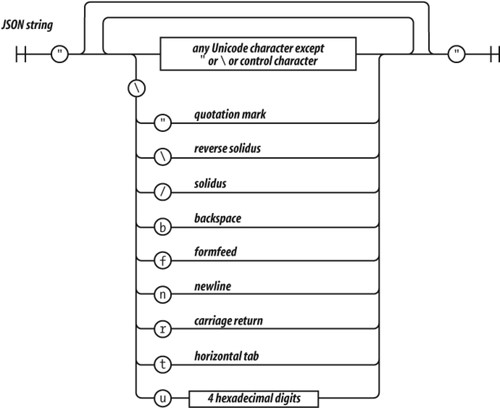 JSON string
" any Unicode character except "
" or \ or control character
\
" quotation mark
\ reverse solidus
/ solidus
b backspace
f formfeed
n newline
r carriage return
t horizontal tab
u 4 hexadecimal digits